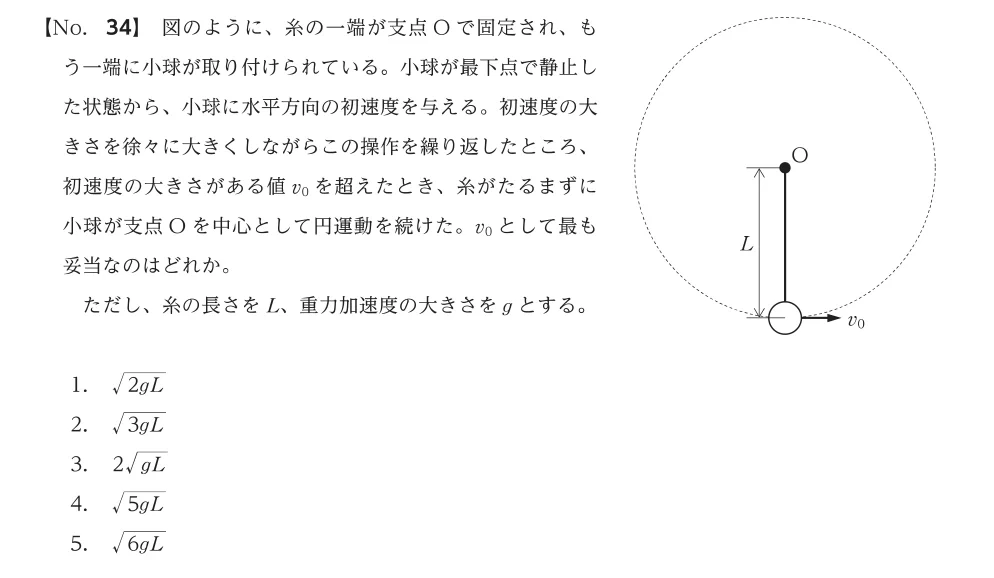 【No. 34】 図のように、糸の一端が支点 O で固定され、も
う一端に小球が取り付けられている。小球が最下点で静止し
た状態から、小球に水平方向の初速度を与える。初速度の大
きさを徐々に大きくしながらこの操作を繰り返したところ、
初速度の大きさがある値 v₀ を超えたとき、糸がたるまずに
小球が支点 O を中心として円運動を続けた。v₀ として最も
妥当なのはどれか。
ただし、糸の長さを L、重力加速度の大きさを g とする。
1. √2gL
2. √3gL
3. 2√gL
4. √5gL
5. √6gL
O
L
v₀